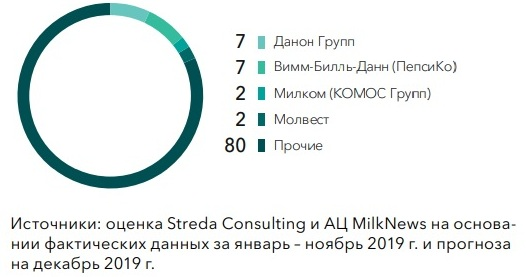 7 Данон Групп
7 Вимм-Билль-Данн (ПепсиКо)
2 Милком (КОМОС Групп)
2 Молвест
80 Прочие
Источники: оценка Streda Consulting и АЦ MilkNews на основа-
нии фактических данных за январь – ноябрь 2019 г. и прогноза
на декабрь 2019 г.